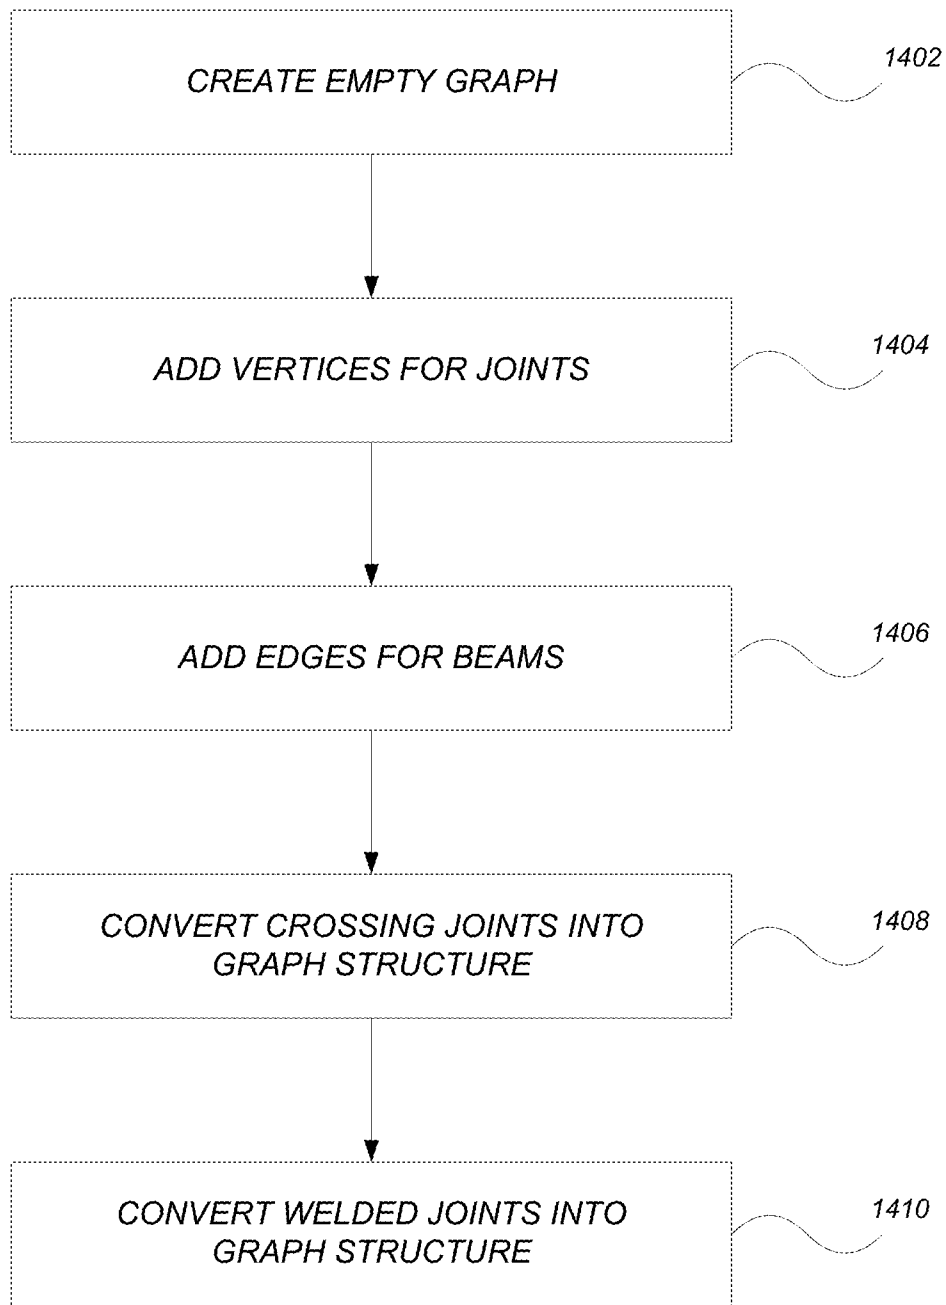 CREATE EMPTY GRAPH
1402
ADD VERTICES FOR JOINTS
1404
ADD EDGES FOR BEAMS
1406
CONVERT CROSSING JOINTS INTO
GRAPH STRUCTURE
1408
CONVERT WELDED JOINTS INTO
GRAPH STRUCTURE
1410